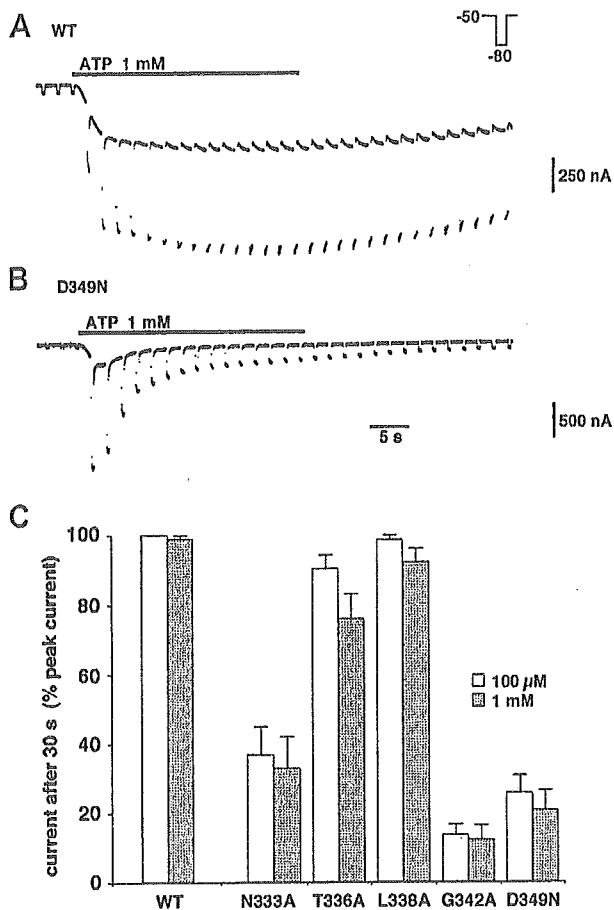 A WT
-50
-80
ATP 1 mM
250 nA
B D349N
ATP 1 mM
500 nA
5 s
C
current after 30 s (% peak current)
100
80
60
40
20
0
100 µM
1 mM
WT N333A T336A L338A G342A D349N